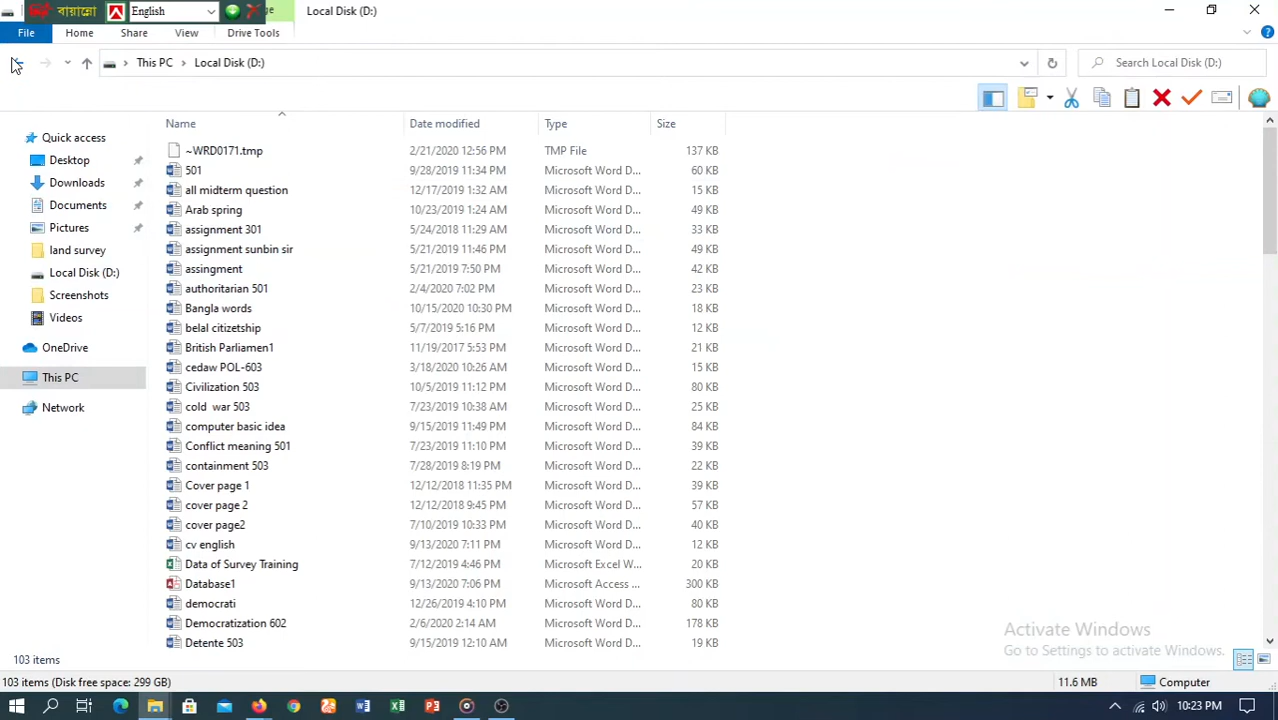 বায়ান্নো English Local Disk (D:)
File Home Share View Drive Tools
This PC Local Disk (D:) Search Local Disk (D:)
Name Date modified Type Size
Quick access
Desktop
Downloads
Documents
Pictures
land survey
Local Disk (D:)
Screenshots
Videos
OneDrive
This PC
Network
~WRD0171.tmp 2/21/2020 12:56 PM TMP File 137 KB
501 9/28/2019 11:34 PM Microsoft Word D... 60 KB
all midterm question 12/17/2019 1:32 AM Microsoft Word D... 15 KB
Arab spring 10/23/2019 1:24 AM Microsoft Word D... 49 KB
assignment 301 5/24/2018 11:29 AM Microsoft Word D... 33 KB
assignment sunbin sir 5/21/2019 11:46 PM Microsoft Word D... 49 KB
assingment 5/21/2019 7:50 PM Microsoft Word D... 42 KB
authoritarian 501 2/4/2020 7:02 PM Microsoft Word D... 23 KB
Bangla words 10/15/2020 10:30 PM Microsoft Word D... 18 KB
belal citizetship 5/7/2019 5:16 PM Microsoft Word D... 12 KB
British Parliamen1 11/19/2017 5:53 PM Microsoft Word D... 21 KB
cedaw POL-603 3/18/2020 10:26 AM Microsoft Word D... 15 KB
Civilization 503 10/5/2019 11:12 PM Microsoft Word D... 80 KB
cold  war 503 7/23/2019 10:38 AM Microsoft Word D... 25 KB
computer basic idea 9/15/2019 11:49 PM Microsoft Word D... 84 KB
Conflict meaning 501 7/23/2019 11:10 PM Microsoft Word D... 39 KB
containment 503 7/28/2019 8:19 PM Microsoft Word D... 22 KB
Cover page 1 12/12/2018 11:35 PM Microsoft Word D... 39 KB
cover page 2 12/12/2018 9:45 PM Microsoft Word D... 57 KB
cover page2 7/10/2019 10:33 PM Microsoft Word D... 40 KB
cv english 9/13/2020 7:11 PM Microsoft Word D... 12 KB
Data of Survey Training 7/12/2019 4:46 PM Microsoft Excel W... 20 KB
Database1 9/13/2020 7:06 PM Microsoft Access ... 300 KB
democrati 12/26/2019 4:10 PM Microsoft Word D... 80 KB
Democratization 602 2/6/2020 2:14 AM Microsoft Word D... 178 KB
Detente 503 9/15/2019 12:10 AM Microsoft Word D... 19 KB
Activate Windows
Go to Settings to activate Windows.
103 items
103 items (Disk free space: 299 GB) 11.6 MB Computer
10:23 PM